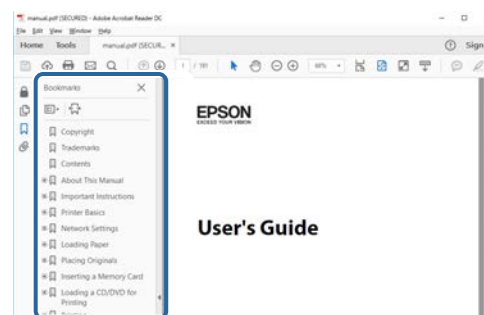 manual.pdf (SECURED) - Adobe Acrobat Reader DC
File Edit View Window Help
Home Tools manual.pdf (SECUR... × Sign
1 / 191
Bookmarks
Copyright
Trademarks
Contents
About This Manual
Important Instructions
Printer Basics
Network Settings
Loading Paper
Placing Originals
Inserting a Memory Card
Loading a CD/DVD for
Printing
EPSON
EXCEED YOUR VISION
User's Guide